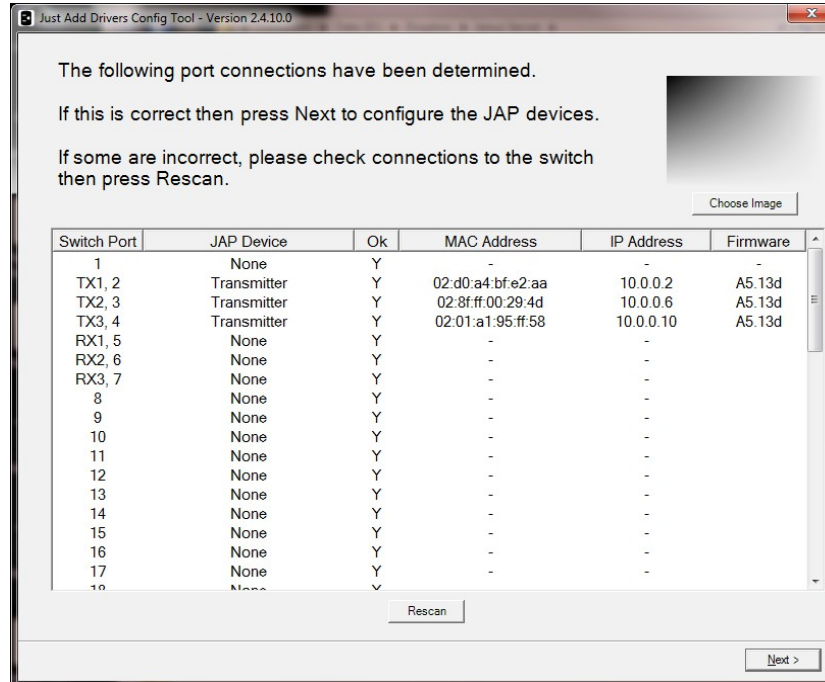 Just Add Drivers Config Tool - Version 2.4.10.0
The following port connections have been determined.
If this is correct then press Next to configure the JAP devices.
If some are incorrect, please check connections to the switch
then press Rescan.
Choose Image
Switch Port JAP Device Ok MAC Address IP Address Firmware
1 None Y - - -
TX1, 2 Transmitter Y 02:d0:a4:bf:e2:aa 10.0.0.2 A5.13d
TX2, 3 Transmitter Y 02:8f:ff:00:29:4d 10.0.0.6 A5.13d
TX3, 4 Transmitter Y 02:01:a1:95:ff:58 10.0.0.10 A5.13d
RX1, 5 None Y - -
RX2, 6 None Y - -
RX3, 7 None Y - -
8 None Y - -
9 None Y - -
10 None Y - -
11 None Y - -
12 None Y - -
13 None Y - -
14 None Y - -
15 None Y - -
16 None Y - -
17 None Y - -
18 None Y
Rescan
Next >